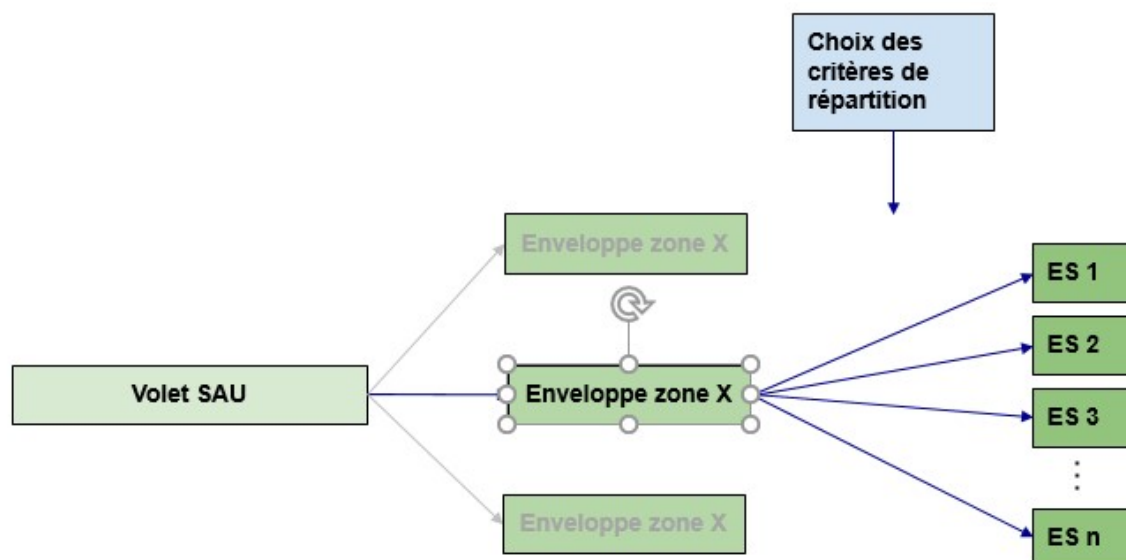 Choix des
critères de
répartition
Enveloppe zone X
ES 1
ES 2
Volet SAU
Enveloppe zone X
ES 3
Enveloppe zone X
ES n